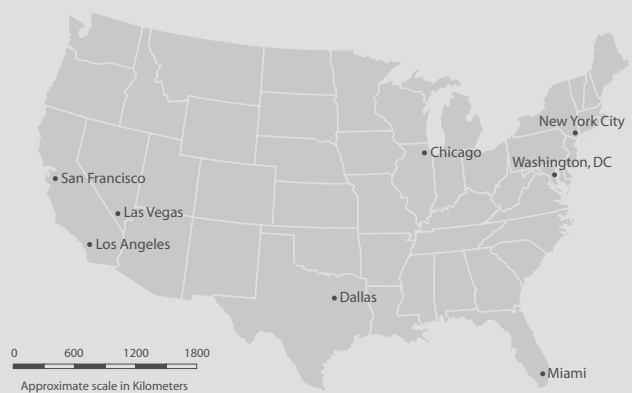 New York City
Chicago
Washington, DC
San Francisco
Las Vegas
Los Angeles
Dallas
0 600 1200 1800
Approximate scale in Kilometers
Miami